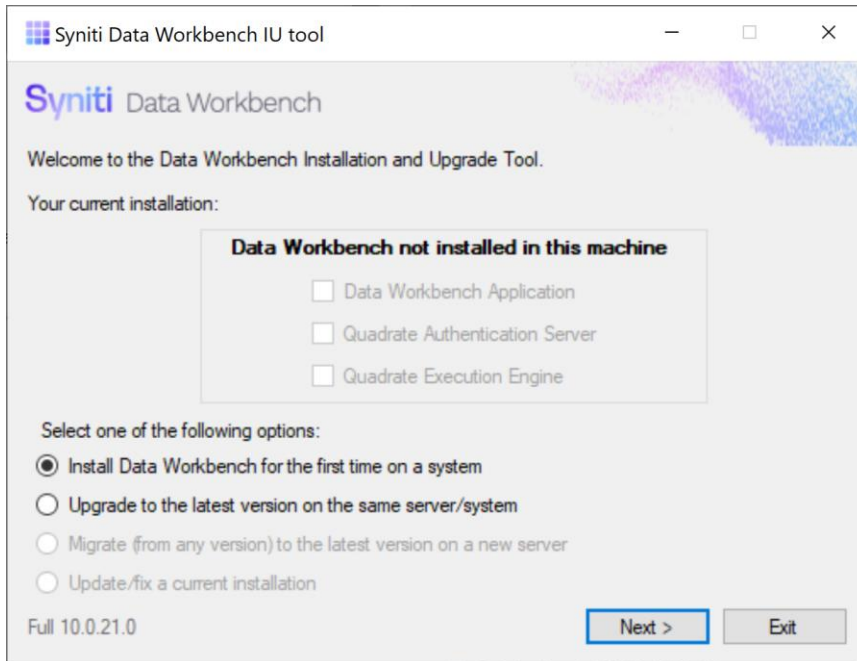 Syniti Data Workbench IU tool
Syniti Data Workbench
Welcome to the Data Workbench Installation and Upgrade Tool.
Your current installation:
Data Workbench not installed in this machine
Data Workbench Application
Quadrate Authentication Server
Quadrate Execution Engine
Select one of the following options:
Install Data Workbench for the first time on a system
Upgrade to the latest version on the same server/system
Migrate (from any version) to the latest version on a new server
Update/fix a current installation
Full 10.0.21.0
Next >
Exit